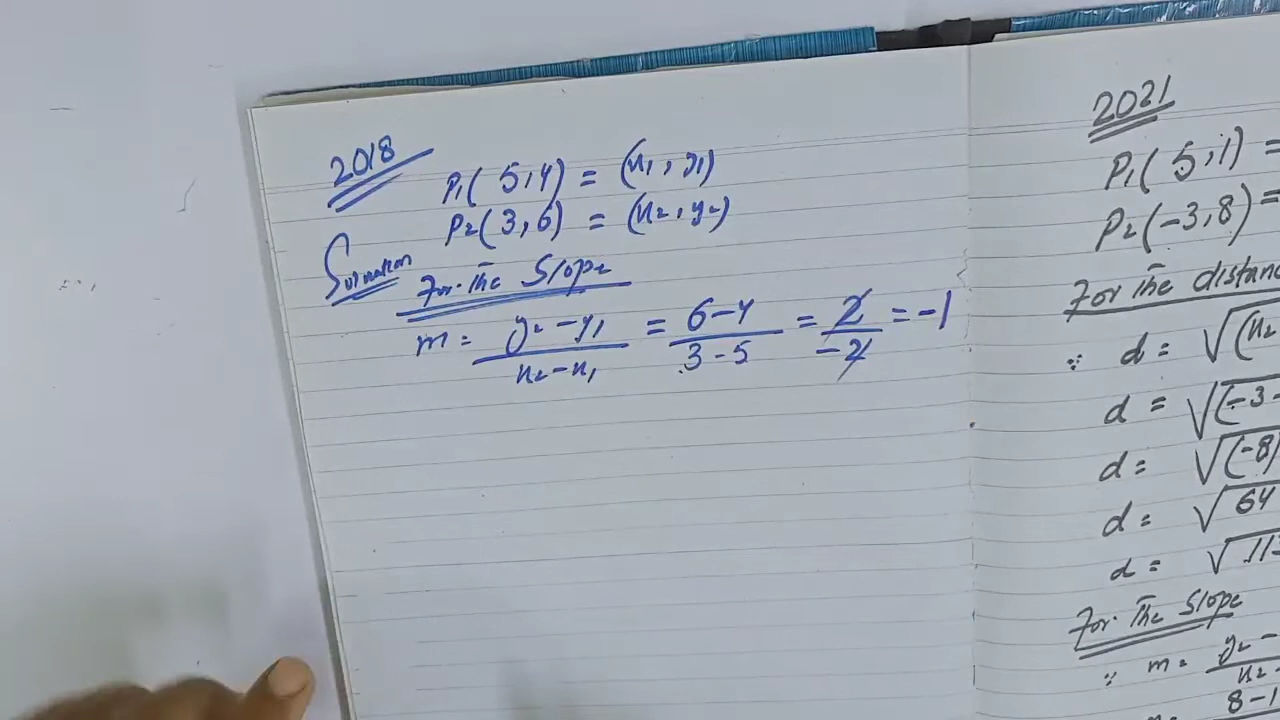 2018
P₁(5,4) = (x₁, y₁)
P₂(3,6) = (x₂, y₂)
Solution
For the Slope
m = y₂-y₁/x₂-x₁ = 6-4/3-5 = 2/-2 = -1
2021
P₁(5,1) =
P₂(-3,8) =
For the distanc
∵ d = √(x₂
d = √(-3-
d = √(-8)
d = √64
d = √113
For the Slope
∵ m = y₂-/x₂-
8-1